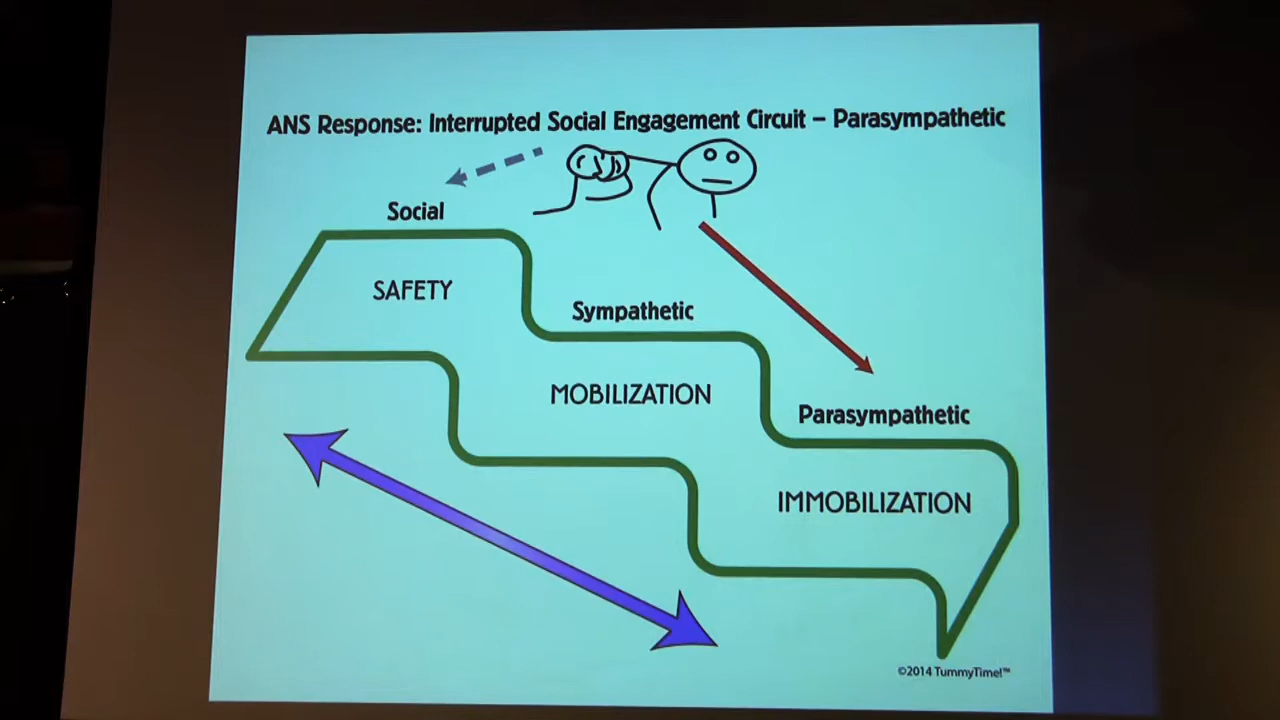 ANS Response: Interrupted Social Engagement Circuit – Parasympathetic
Social
SAFETY
Sympathetic
MOBILIZATION
Parasympathetic
IMMOBILIZATION
©2014 TummyTime!™